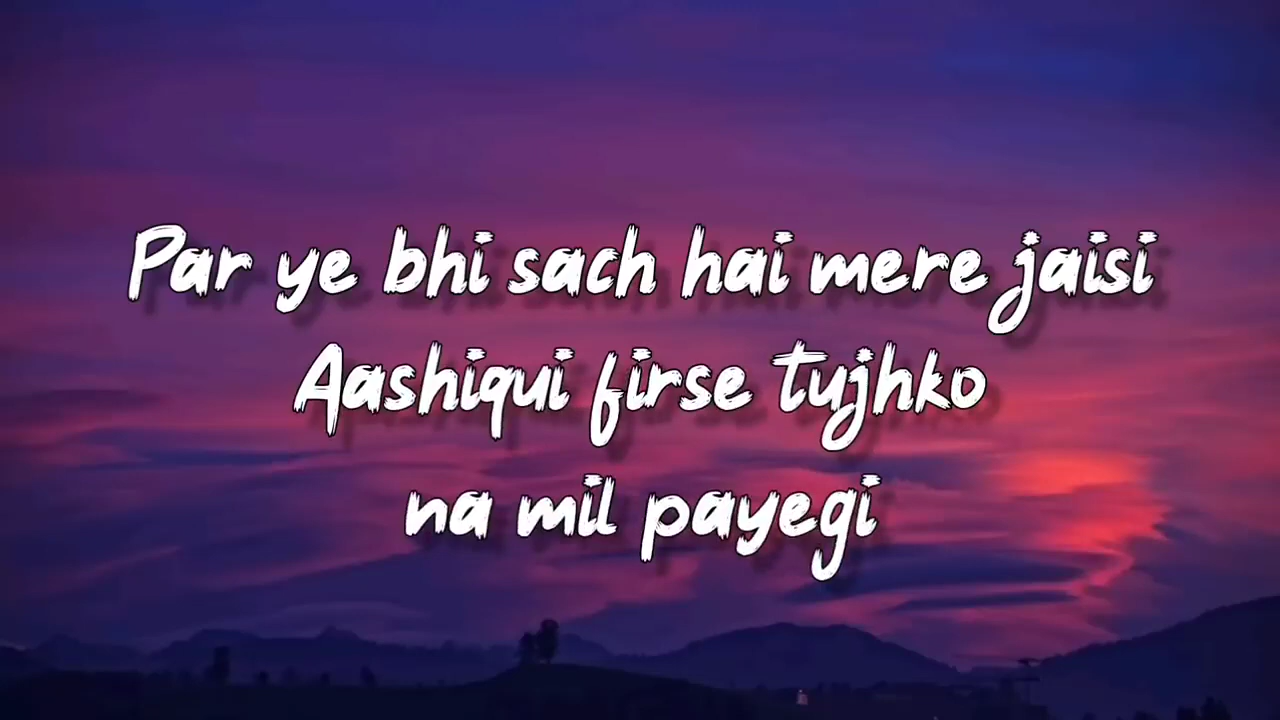 Par ye bhi sach hai mere jaisi
Aashiqui firse tujhko
na mil payegi